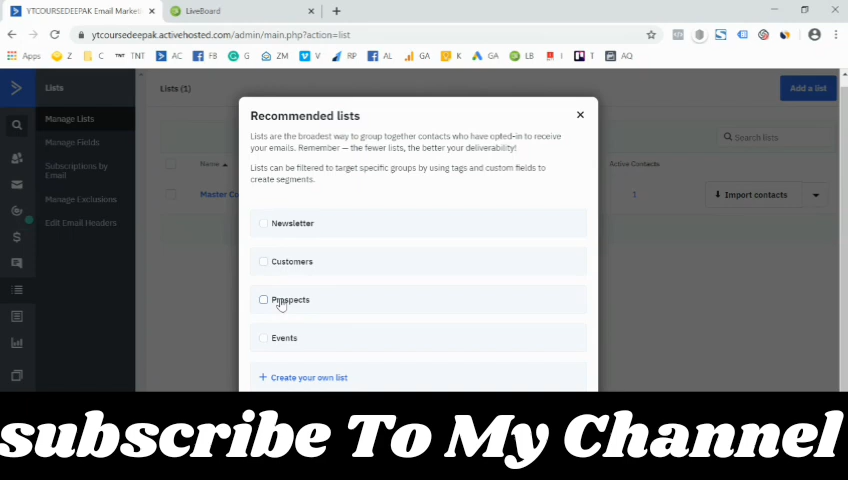 YTCOURSEDEEPAK Email Marketi
LiveBoard
ytcoursedeepak.activehosted.com/admin/main.php?action=list
Apps Z C TNT TNT AC FB G ZM V RP AL GA K GA LB I T AQ
Lists
Manage Lists
Manage Fields
Subscriptions by
Email
Manage Exclusions
Edit Email Headers
Lists (1)
Add a list
Search lists
Name
Active Contacts
Master Co
1
Import contacts
Recommended lists
Lists are the broadest way to group together contacts who have opted-in to receive
your emails. Remember — the fewer lists, the better your deliverability!
Lists can be filtered to target specific groups by using tags and custom fields to
create segments.
Newsletter
Customers
Prospects
Events
+ Create your own list
subscribe To My Channel